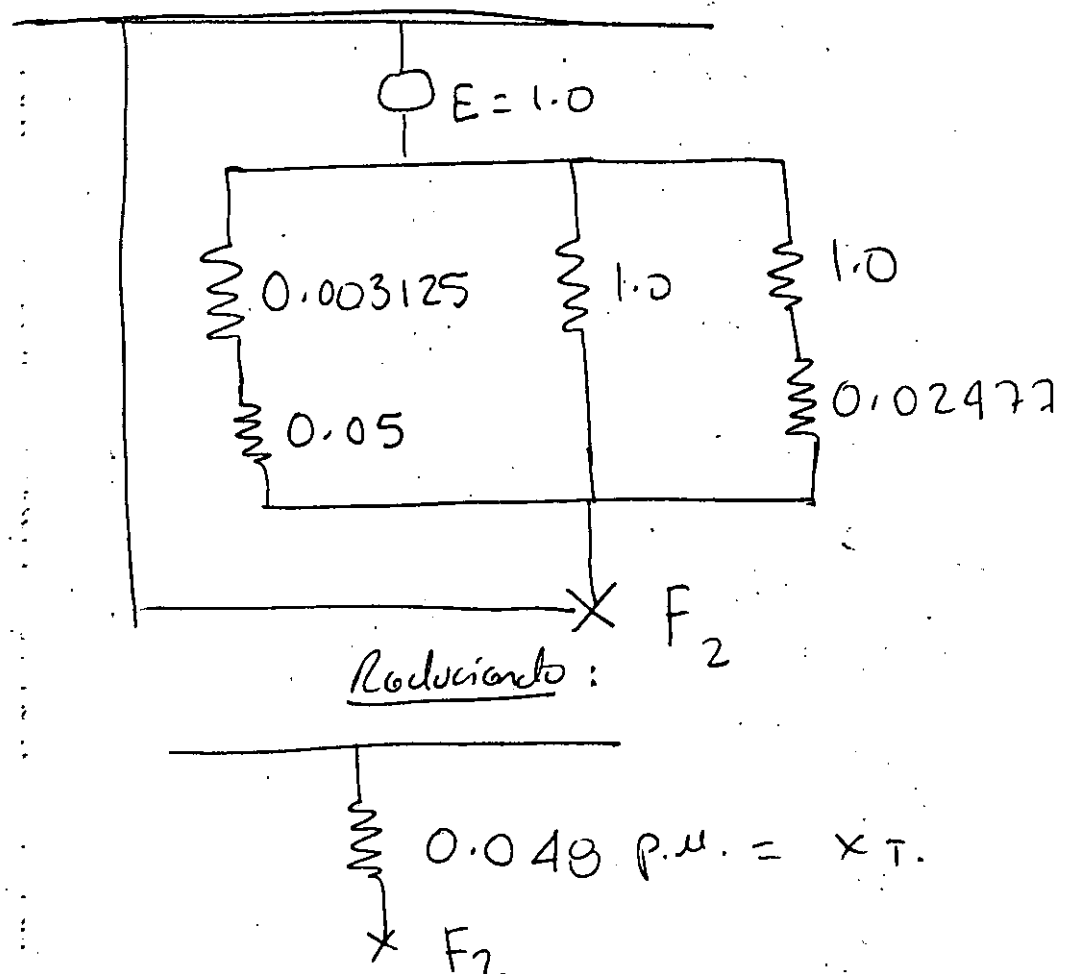 E = 1.0
0.003125
1.0
1.0
0.05
0.02477
F2
Reduciendo:
0.048 p.u. = XT.
F2